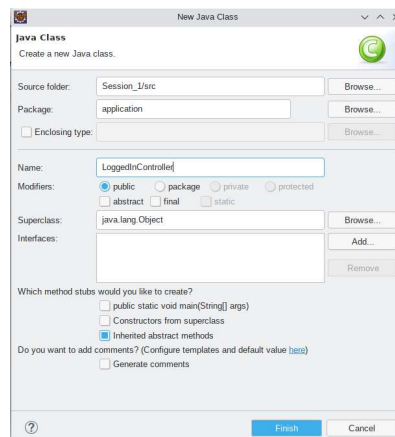 New Java Class
Java Class
Create a new Java class.
C
Source folder: Session_1/src Browse...
Package: application Browse...
Enclosing type: Browse...
Name: LoggedInController
Modifiers: public package private protected
abstract final static
Superclass: java.lang.Object Browse...
Interfaces: Add...
Remove
Which method stubs would you like to create?
public static void main(String[] args)
Constructors from superclass
Inherited abstract methods
Do you want to add comments? (Configure templates and default value here)
Generate comments
? Finish Cancel